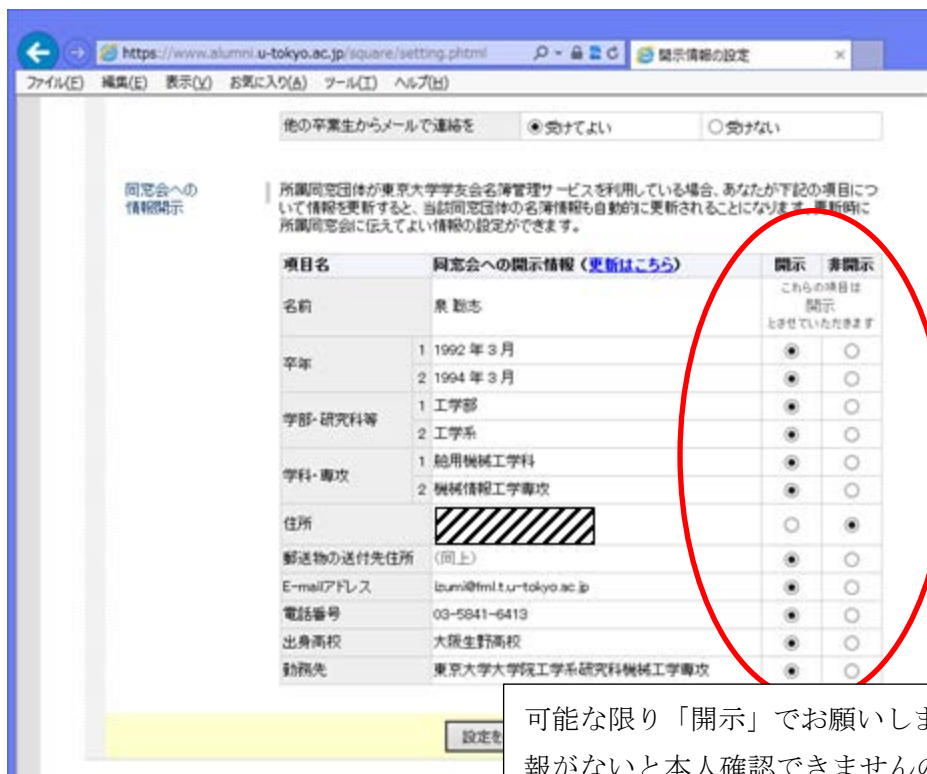 https://www.alumni.u-tokyo.ac.jp/square/setting.phtml
開示情報の設定
ファイル(F) 編集(E) 表示(V) お気に入り(A) ツール(T) ヘルプ(H)
他の卒業生からメールで連絡を 受けてよい 受けない
同窓会への
情報開示
所属同窓団体が東京大学学友会名簿管理サービスを利用している場合、あなたが下記の項目につ
いて情報を更新すると、当該同窓団体の名簿情報も自動的に更新されることになります。更新時に
所属同窓会に伝えてよい情報の設定ができます。
項目名 同窓会への開示情報(更新はこちら) 開示 非開示
名前 泉 聡志 これらの項目は
開示
とさせていただきます
卒年 1 1992 年 3 月
2 1994 年 3 月
学部・研究科等 1 工学部
2 工学系
学科・専攻 1 舶用機械工学科
2 機械情報工学専攻
住所
郵送物の送付先住所 (同上)
E-mailアドレス izumi@fml.t.u-tokyo.ac.jp
電話番号 03-5841-6413
出身高校 大阪生野高校
勤務先 東京大学大学院工学系研究科機械工学専攻
設定を
可能な限り「開示」でお願いしま
報がないと本人確認できませんの